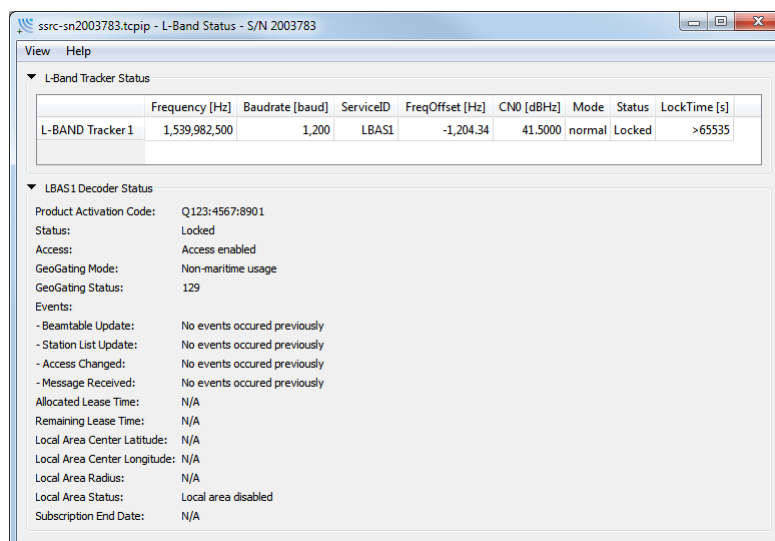 ssrc-sn2003783.tcpip - L-Band Status - S/N 2003783
View Help
L-Band Tracker Status
Frequency [Hz] Baudrate [baud] ServiceID FreqOffset [Hz] CN0 [dBHz] Mode Status LockTime [s]
L-BAND Tracker 1 1,539,982,500 1,200 LBAS1 -1,204.34 41.5000 normal Locked >65535
LBAS1 Decoder Status
Product Activation Code: Q123:4567:8901
Status: Locked
Access: Access enabled
GeoGating Mode: Non-maritime usage
GeoGating Status: 129
Events:
- Beamtable Update: No events occured previously
- Station List Update: No events occured previously
- Access Changed: No events occured previously
- Message Received: No events occured previously
Allocated Lease Time: N/A
Remaining Lease Time: N/A
Local Area Center Latitude: N/A
Local Area Center Longitude: N/A
Local Area Radius: N/A
Local Area Status: Local area disabled
Subscription End Date: N/A